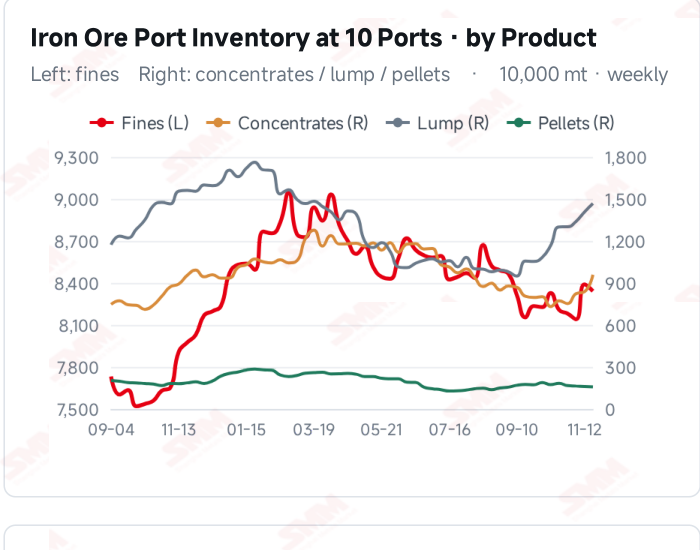 Iron Ore Port Inventory at 10 Ports · by Product
Left: fines Right: concentrates / lump / pellets · 10,000 mt · weekly
Fines (L) Concentrates (R) Lump (R) Pellets (R)
9,300 1,800
9,000 1,500
8,700 1,200
8,400 900
8,100 600
7,800 300
7,500 0
09-04 11-13 01-15 03-19 05-21 07-16 09-10 11-12
SMM